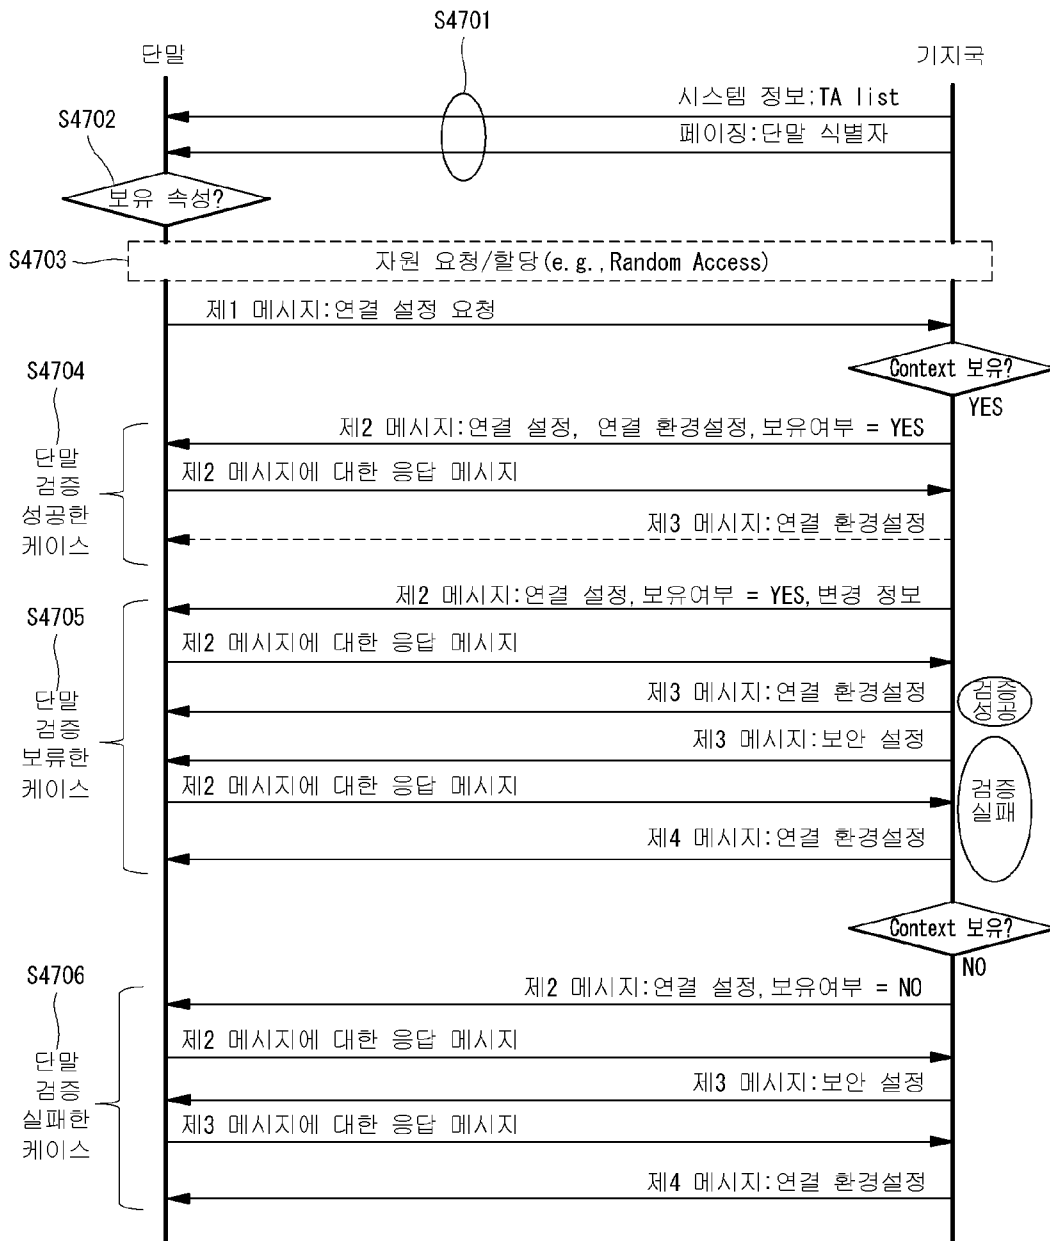 S4701
단말
기지국
시스템 정보:TA list
S4702
페이징:단말 식별자
보유 속성?
S4703
자원 요청/할당(e.g.,Random Access)
제1 메시지:연결 설정 요청
Context 보유?
S4704
YES
제2 메시지:연결 설정, 연결 환경설정,보유여부 = YES
단말
검증
성공한
케이스
제2 메시지에 대한 응답 메시지
제3 메시지:연결 환경설정
S4705
제2 메시지:연결 설정,보유여부 = YES,변경 정보
제2 메시지에 대한 응답 메시지
단말
검증
보류한
케이스
제3 메시지:연결 환경설정
검증
성공
제3 메시지:보안 설정
제2 메시지에 대한 응답 메시지
검증
실패
제4 메시지:연결 환경설정
Context 보유?
NO
S4706
제2 메시지:연결 설정,보유여부 = NO
제2 메시지에 대한 응답 메시지
단말
검증
실패한
케이스
제3 메시지:보안 설정
제3 메시지에 대한 응답 메시지
제4 메시지:연결 환경설정